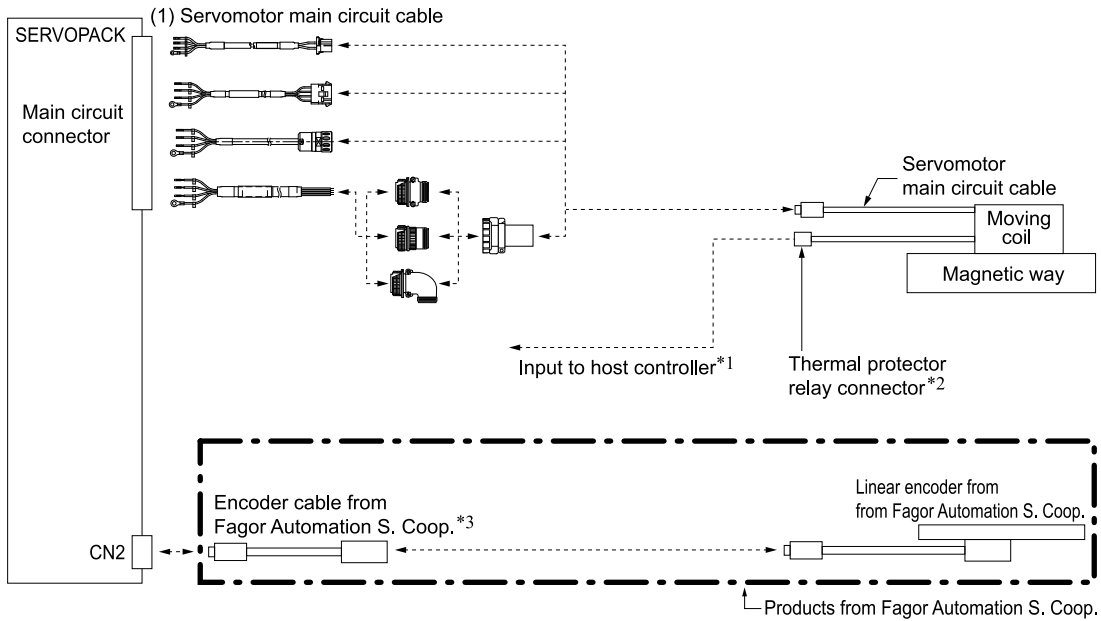 (1) Servomotor main circuit cable
SERVOPACK
Main circuit
connector
Servomotor
main circuit cable
Moving
coil
Magnetic way
Input to host controller*1
Thermal protector
relay connector*2
Encoder cable from
Fagor Automation S. Coop.*3
Linear encoder from
from Fagor Automation S. Coop.
CN2
Products from Fagor Automation S. Coop.